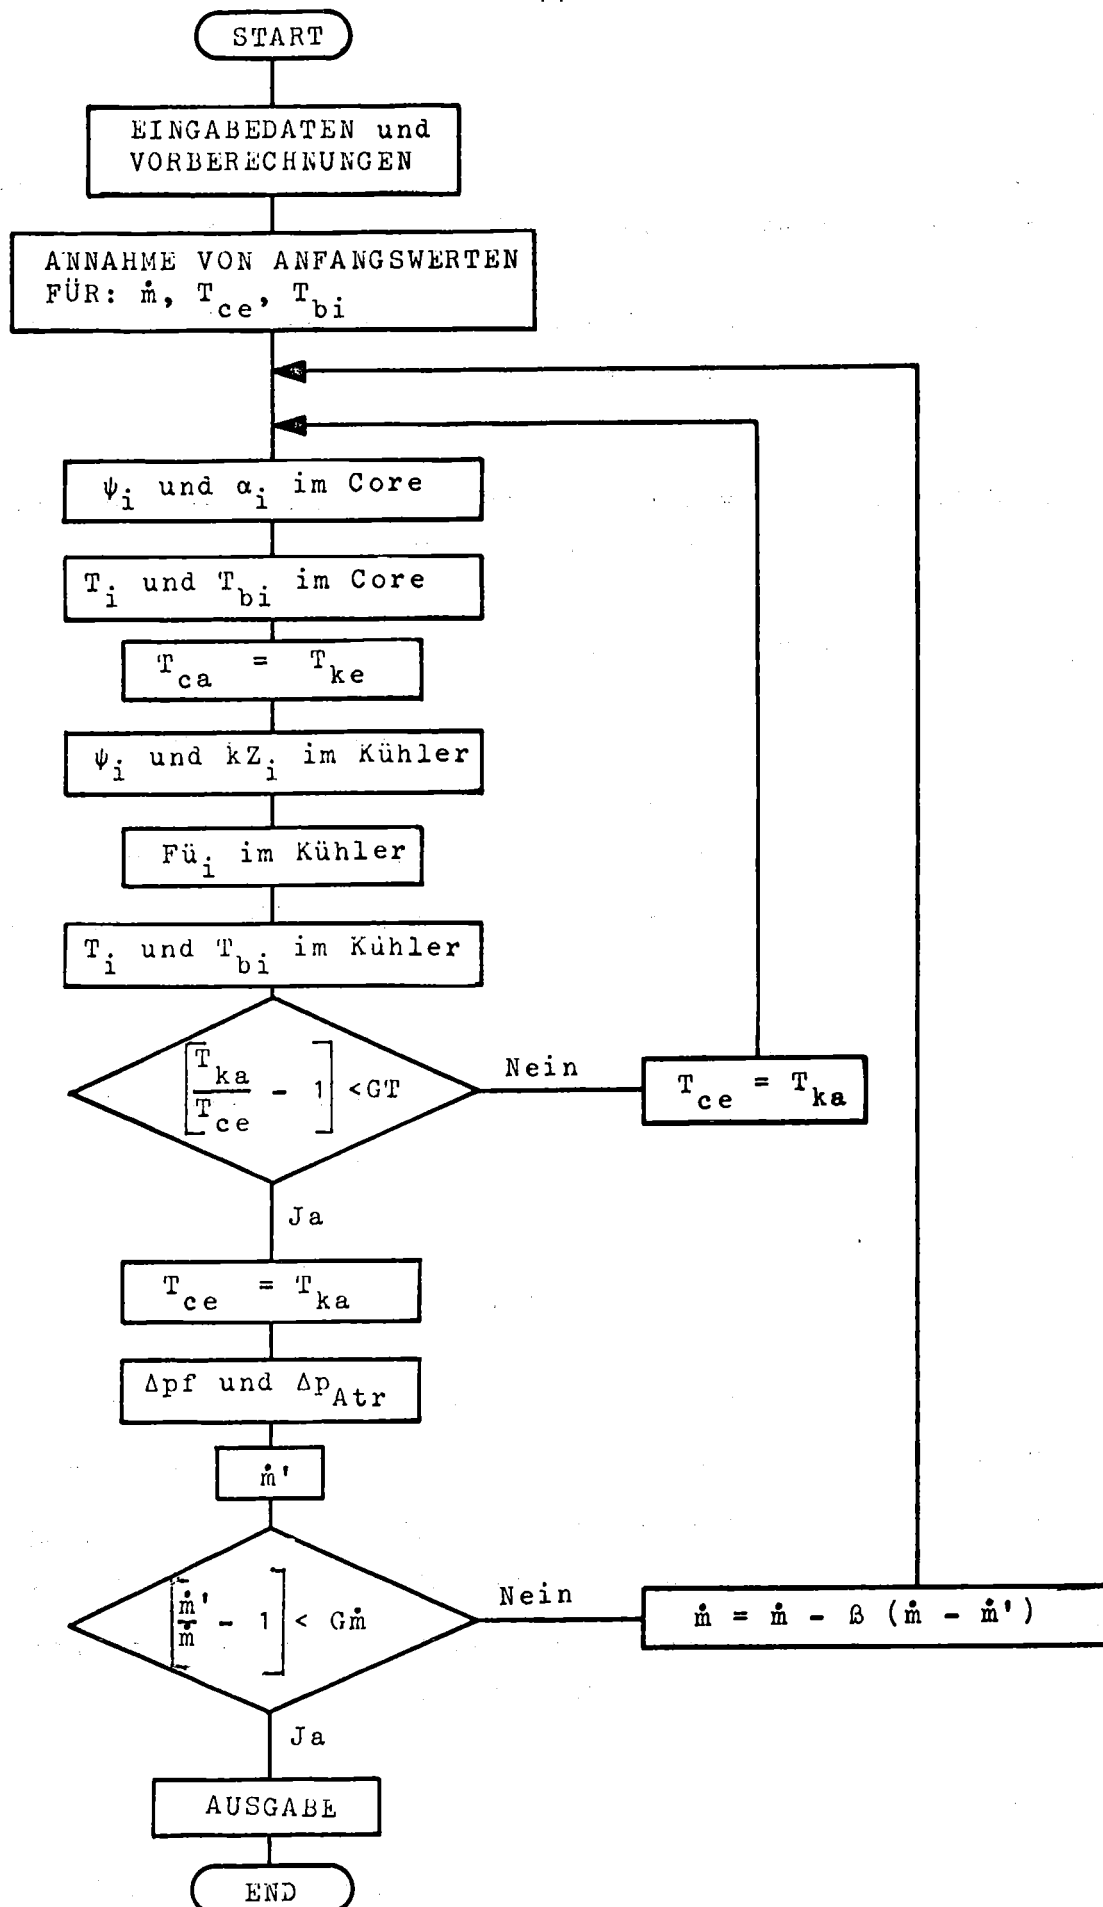 START
EINGABEDATEN und
VORBERECHNUNGEN
ANNAHME VON ANFANGSWERTEN
FÜR: ṁ, T_ce, T_bi
ψ_i und α_i im Core
T_i und T_bi im Core
T_ca = T_ke
ψ_i und kZ_i im Kühler
Fü_i im Kühler
T_i und T_bi im Kühler
[T_ka/T_ce - 1] < GT
Nein
T_ce = T_ka
Ja
T_ce = T_ka
Δpf und Δp_Atr
ṁ'
[ṁ'/ṁ - 1] < Gṁ
Nein
ṁ = ṁ - ß (ṁ - ṁ')
Ja
AUSGABE
END